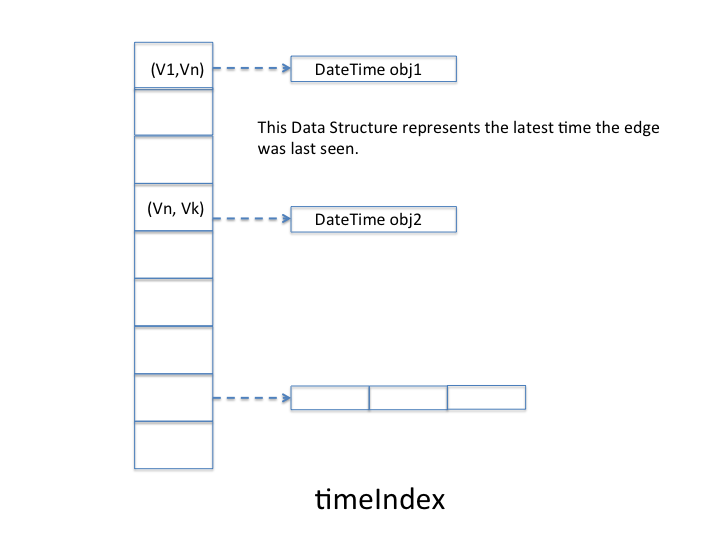 (V1,Vn)
DateTime obj1
This Data Structure represents the latest time the edge
was last seen.
(Vn, Vk)
DateTime obj2
timeIndex